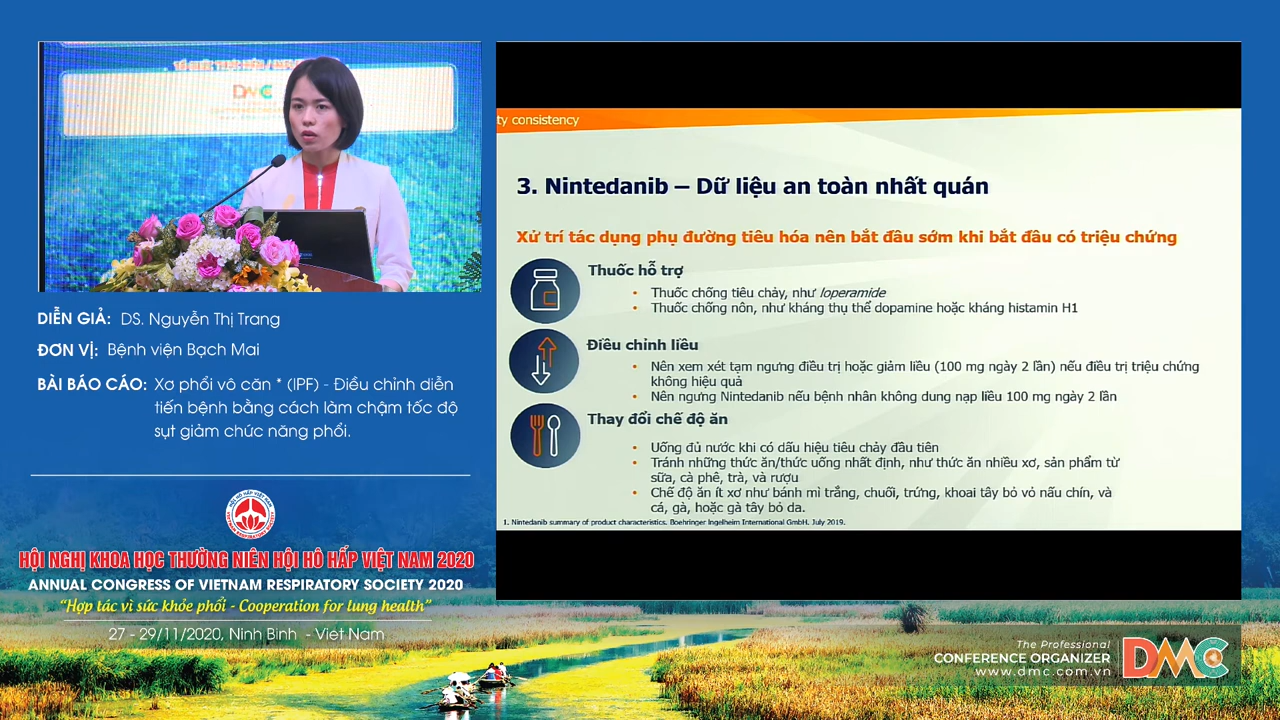 DMC
DIỄN GIẢ: DS. Nguyễn Thị Trang
ĐƠN VỊ: Bệnh viện Bạch Mai
BÀI BÁO CÁO: Xơ phổi vô căn * (IPF) - Điều chỉnh diễn
tiến bệnh bằng cách làm chậm tốc độ
sụt giảm chức năng phổi.
HỘI HÔ HẤP VIỆT NAM
HỘI NGHỊ KHOA HỌC THƯỜNG NIÊN HỘI HÔ HẤP VIỆT NAM 2020
ANNUAL CONGRESS OF VIETNAM RESPIRATORY SOCIETY 2020
“Hợp tác vì sức khỏe phổi - Cooperation for lung health”
27 - 29/11/2020, Ninh Bình - Viet Nam
ty consistency
3. Nintedanib – Dữ liệu an toàn nhất quán
Xử trí tác dụng phụ đường tiêu hóa nên bắt đầu sớm khi bắt đầu có triệu chứng
Thuốc hỗ trợ
• Thuốc chống tiêu chảy, như loperamide
• Thuốc chống nôn, như kháng thụ thể dopamine hoặc kháng histamin H1
Điều chỉnh liều
• Nên xem xét tạm ngưng điều trị hoặc giảm liều (100 mg ngày 2 lần) nếu điều trị triệu chứng
không hiệu quả
• Nên ngưng Nintedanib nếu bệnh nhân không dung nạp liều 100 mg ngày 2 lần
Thay đổi chế độ ăn
• Uống đủ nước khi có dấu hiệu tiêu chảy đầu tiên
• Tránh những thức ăn/thức uống nhất định, như thức ăn nhiều xơ, sản phẩm từ
sữa, cà phê, trà, và rượu
• Chế độ ăn ít xơ như bánh mì trắng, chuối, trứng, khoai tây bỏ vỏ nấu chín, và
cá, gà, hoặc gà tây bỏ da.
1. Nintedanib summary of product characteristics. Boehringer Ingelheim International GmbH. July 2019.
The Professional
CONFERENCE ORGANIZER
www.dmc.com.vn
DMC